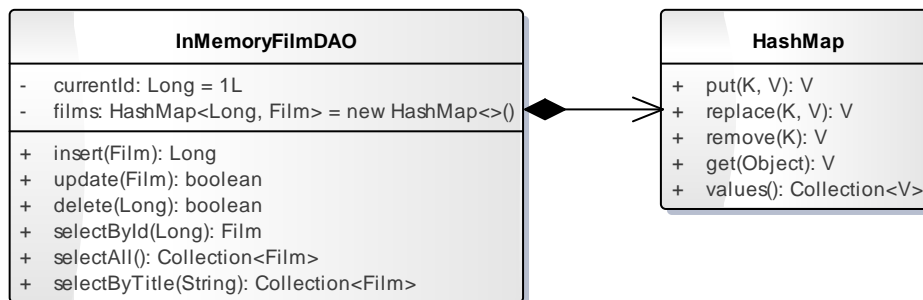 InMemoryFilmDAO
- currentId: Long = 1L
- films: HashMap<Long, Film> = new HashMap<>()
+ insert(Film): Long
+ update(Film): boolean
+ delete(Long): boolean
+ selectById(Long): Film
+ selectAll(): Collection<Film>
+ selectByTitle(String): Collection<Film>
HashMap
+ put(K, V): V
+ replace(K, V): V
+ remove(K): V
+ get(Object): V
+ values(): Collection<V>